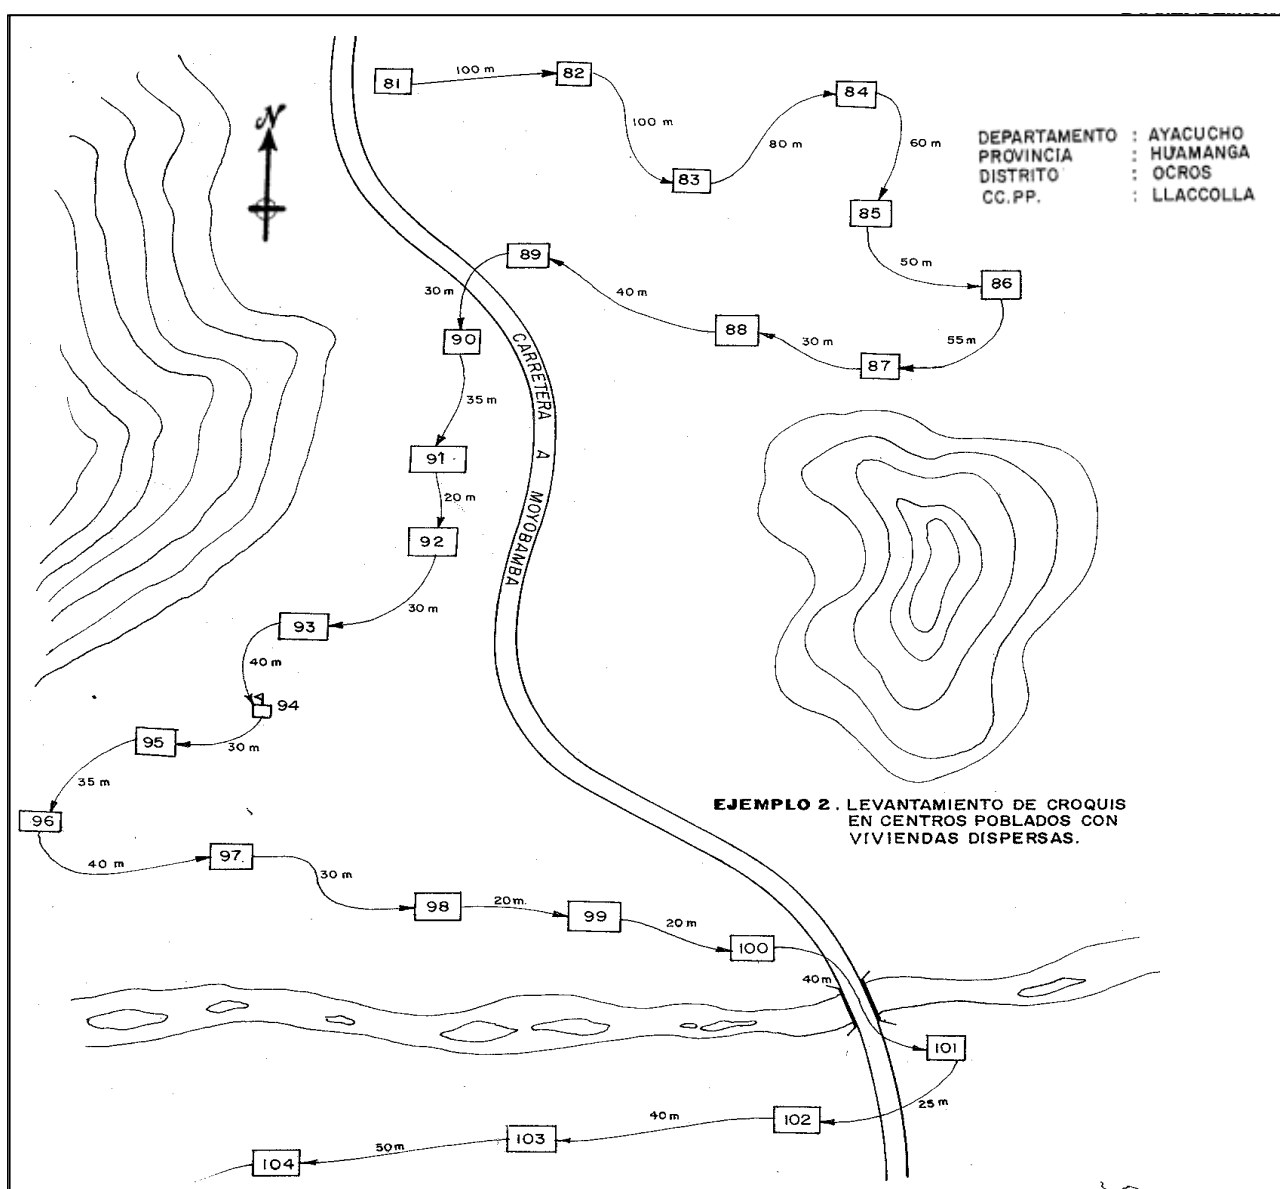 N
81
100 m
82
100 m
83
80 m
84
60 m
85
50 m
86
55 m
87
30 m
88
40 m
89
30 m
90
35 m
91
20 m
92
30 m
93
40 m
94
30 m
95
35 m
96
40 m
97
30 m
98
20 m.
99
20 m
100
40 m
101
25 m
102
40 m
103
50 m
104
DEPARTAMENTO : AYACUCHO
PROVINCIA : HUAMANGA
DISTRITO : OCROS
CC.PP. : LLACCOLLA
CARRETERA A MOYOBAMBA
EJEMPLO 2. LEVANTAMIENTO DE CROQUIS
EN CENTROS POBLADOS CON
VIVIENDAS DISPERSAS.